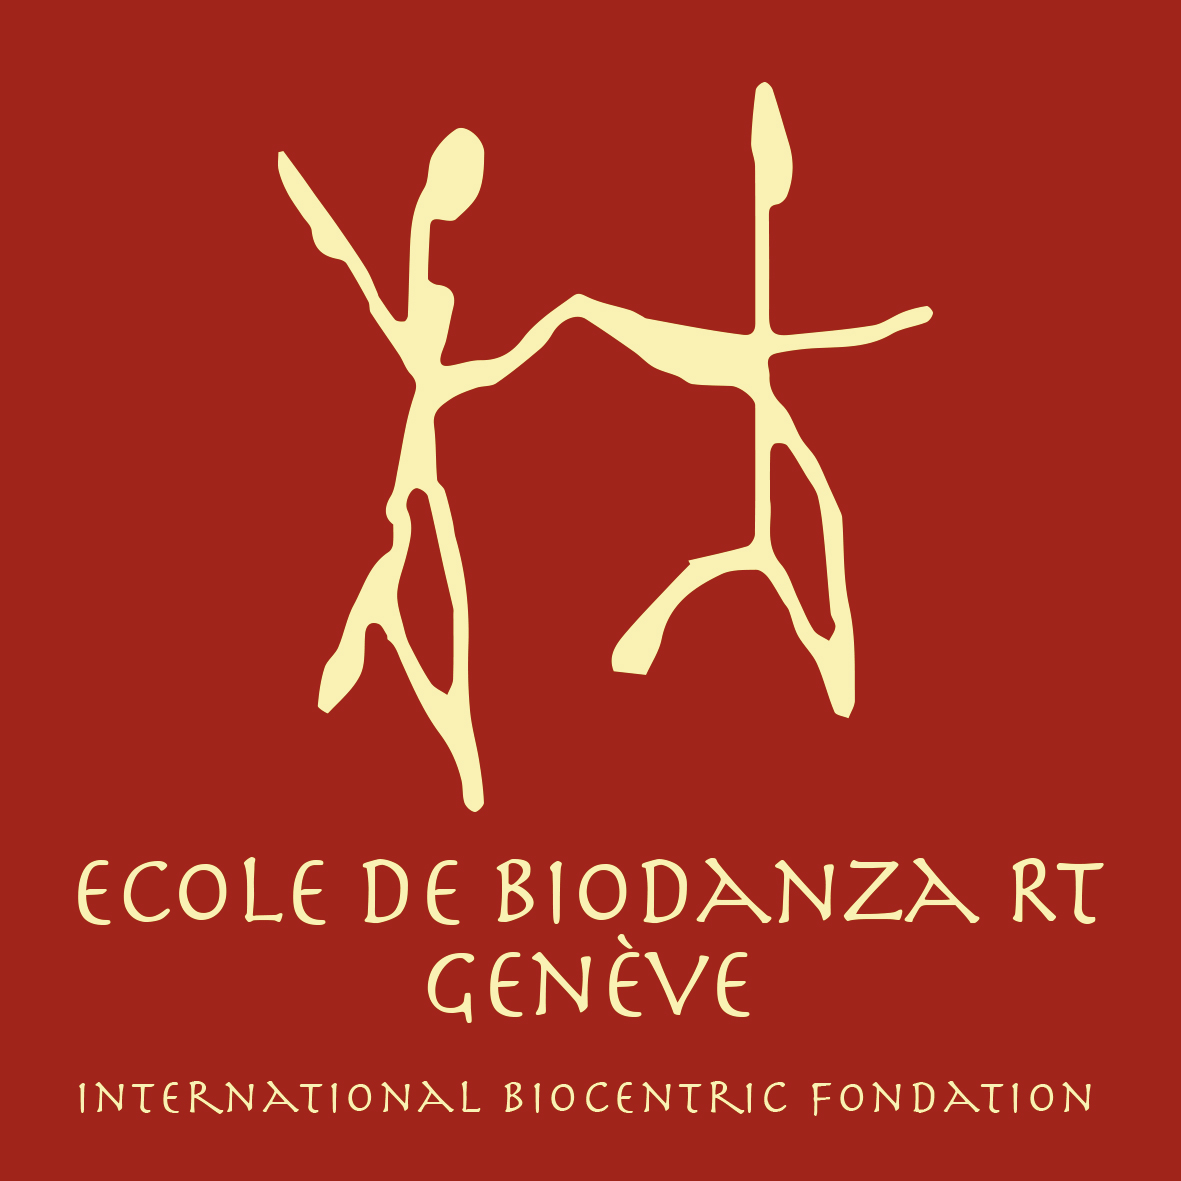 ECOLE DE BIODANZA RT
GENÈVE
INTERNATIONAL BIOCENTRIC FONDATION